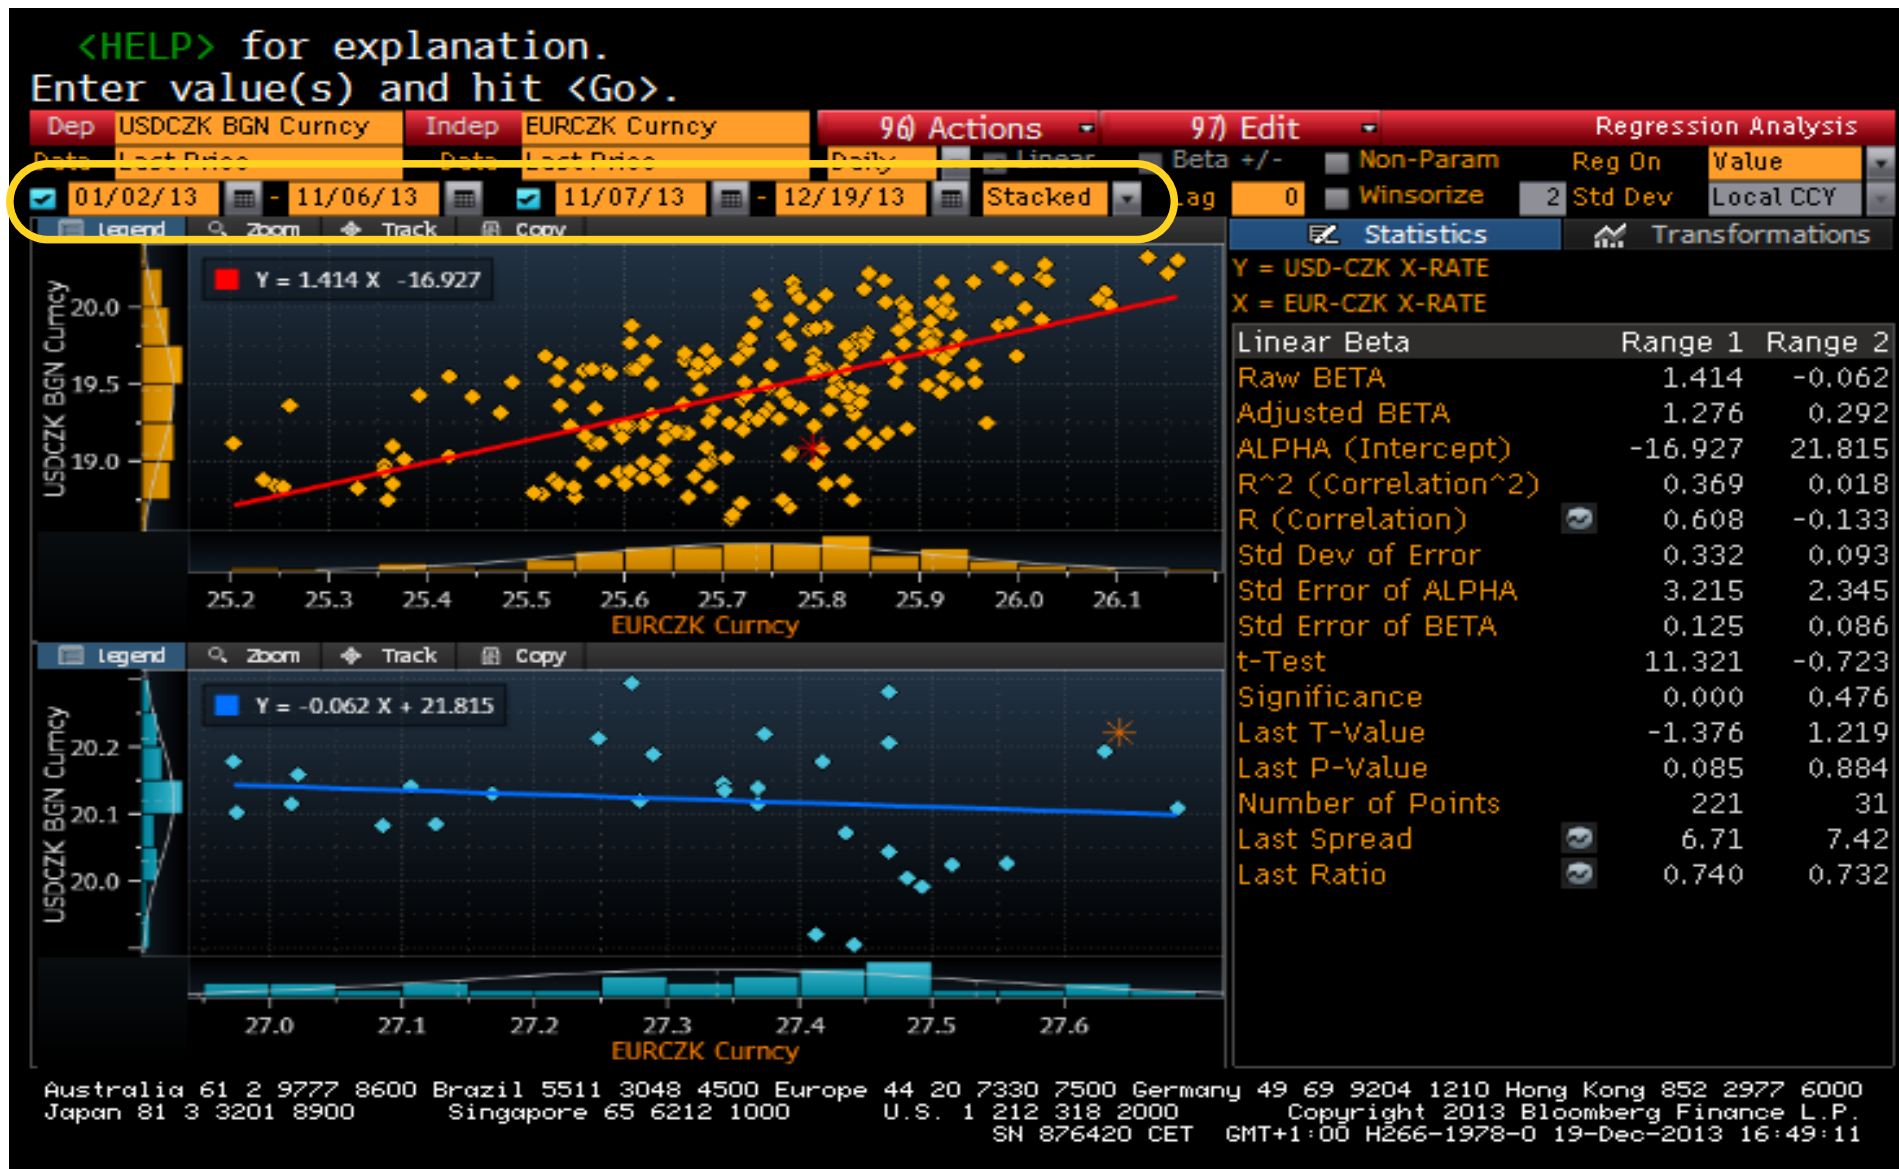 <HELP> for explanation.
Enter value(s) and hit <Go>.
Dep USDCZK BGN Curncy Indep EURCZK Curncy 96) Actions 97) Edit Regression Analysis
Data Last Price Data Last Price Daily Linear Beta +/- Non-Param Reg On Value
01/02/13 - 11/06/13 11/07/13 - 12/19/13 Stacked Lag 0 Winsorize 2 Std Dev Local CCY
Legend Zoom Track Copy
Statistics Transformations
Y = 1.414 X -16.927
USDCZK BGN Curncy
20.0
19.5
19.0
25.2 25.3 25.4 25.5 25.6 25.7 25.8 25.9 26.0 26.1
EURCZK Curncy
Legend Zoom Track Copy
Y = -0.062 X + 21.815
USDCZK BGN Curncy
20.2
20.1
20.0
27.0 27.1 27.2 27.3 27.4 27.5 27.6
EURCZK Curncy
Y = USD-CZK X-RATE
X = EUR-CZK X-RATE
Linear Beta Range 1 Range 2
Raw BETA 1.414 -0.062
Adjusted BETA 1.276 0.292
ALPHA (Intercept) -16.927 21.815
R^2 (Correlation^2) 0.369 0.018
R (Correlation) 0.608 -0.133
Std Dev of Error 0.332 0.093
Std Error of ALPHA 3.215 2.345
Std Error of BETA 0.125 0.086
t-Test 11.321 -0.723
Significance 0.000 0.476
Last T-Value -1.376 1.219
Last P-Value 0.085 0.884
Number of Points 221 31
Last Spread 6.71 7.42
Last Ratio 0.740 0.732
Australia 61 2 9777 8600 Brazil 5511 3048 4500 Europe 44 20 7330 7500 Germany 49 69 9204 1210 Hong Kong 852 2977 6000
Japan 81 3 3201 8900 Singapore 65 6212 1000 U.S. 1 212 318 2000 Copyright 2013 Bloomberg Finance L.P.
SN 876420 CET GMT+1:00 H266-1978-0 19-Dec-2013 16:49:11